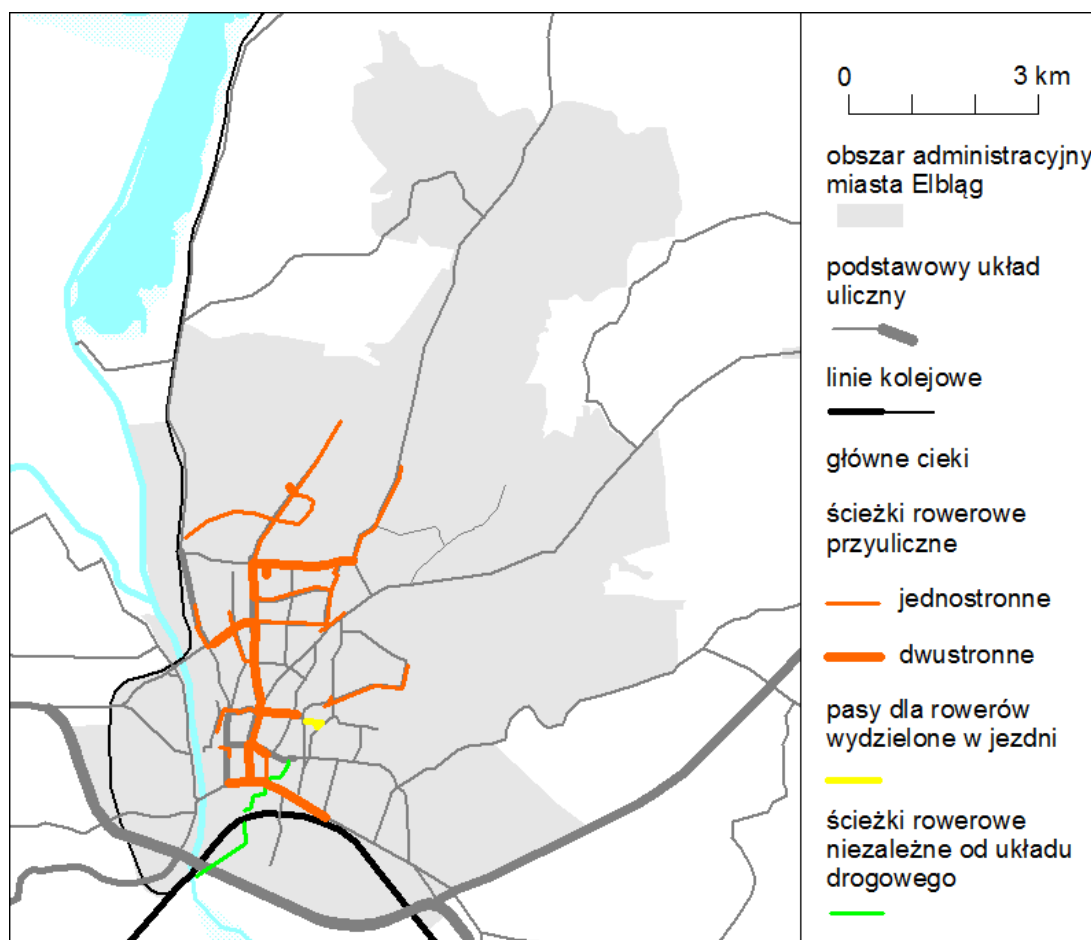 0 3 km
obszar administracyjny
miasta Elbląg
podstawowy układ
uliczny
linie kolejowe
główne cieki
ścieżki rowerowe
przyuliczne
jednostronne
dwustronne
pasy dla rowerów
wydzielone w jezdni
ścieżki rowerowe
niezależne od układu
drogowego